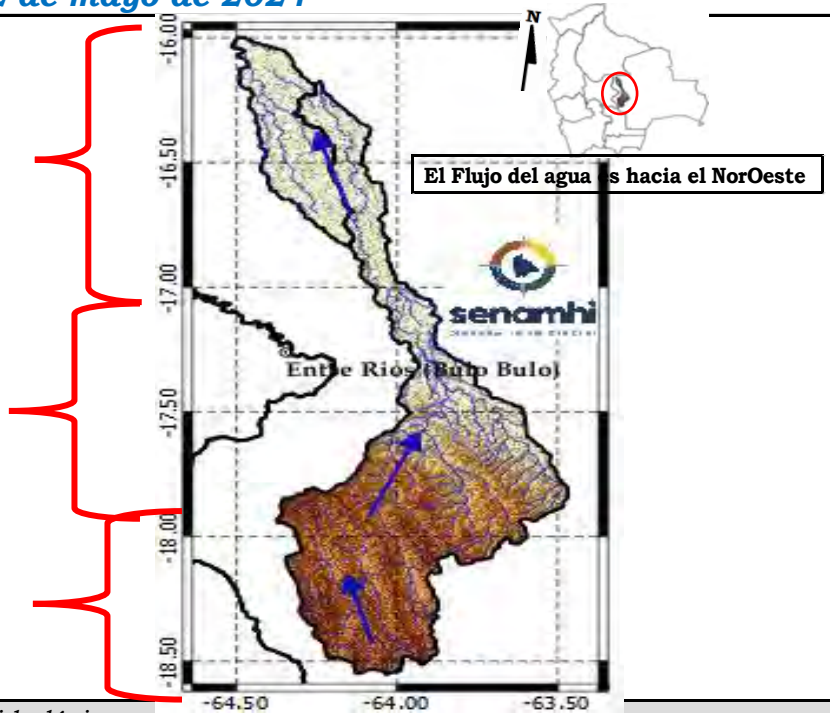 de mayo de 2024
N
-16.00
-16.50
El Flujo del agua es hacia el NorOeste
-17.00
senamhi
Entre Rios (Bulo Bulo)
-17.50
-18.00
-18.50
-64.50 -64.00 -63.50